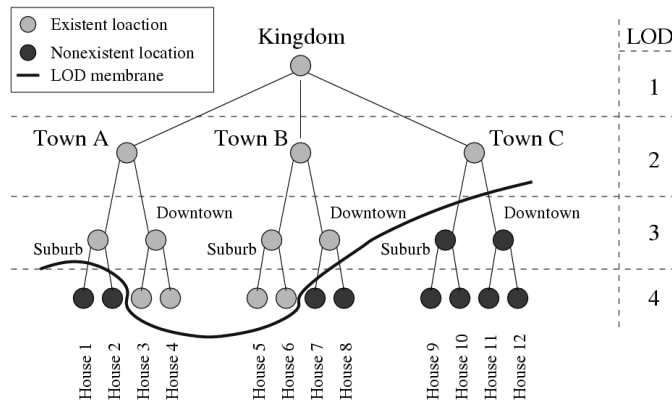 Existent loaction
Nonexistent location
LOD membrane
Kingdom
LOD
1
Town A
Town B
Town C
2
Downtown
Downtown
Downtown
Suburb
Suburb
Suburb
3
4
House 1
House 2
House 3
House 4
House 5
House 6
House 7
House 8
House 9
House 10
House 11
House 12